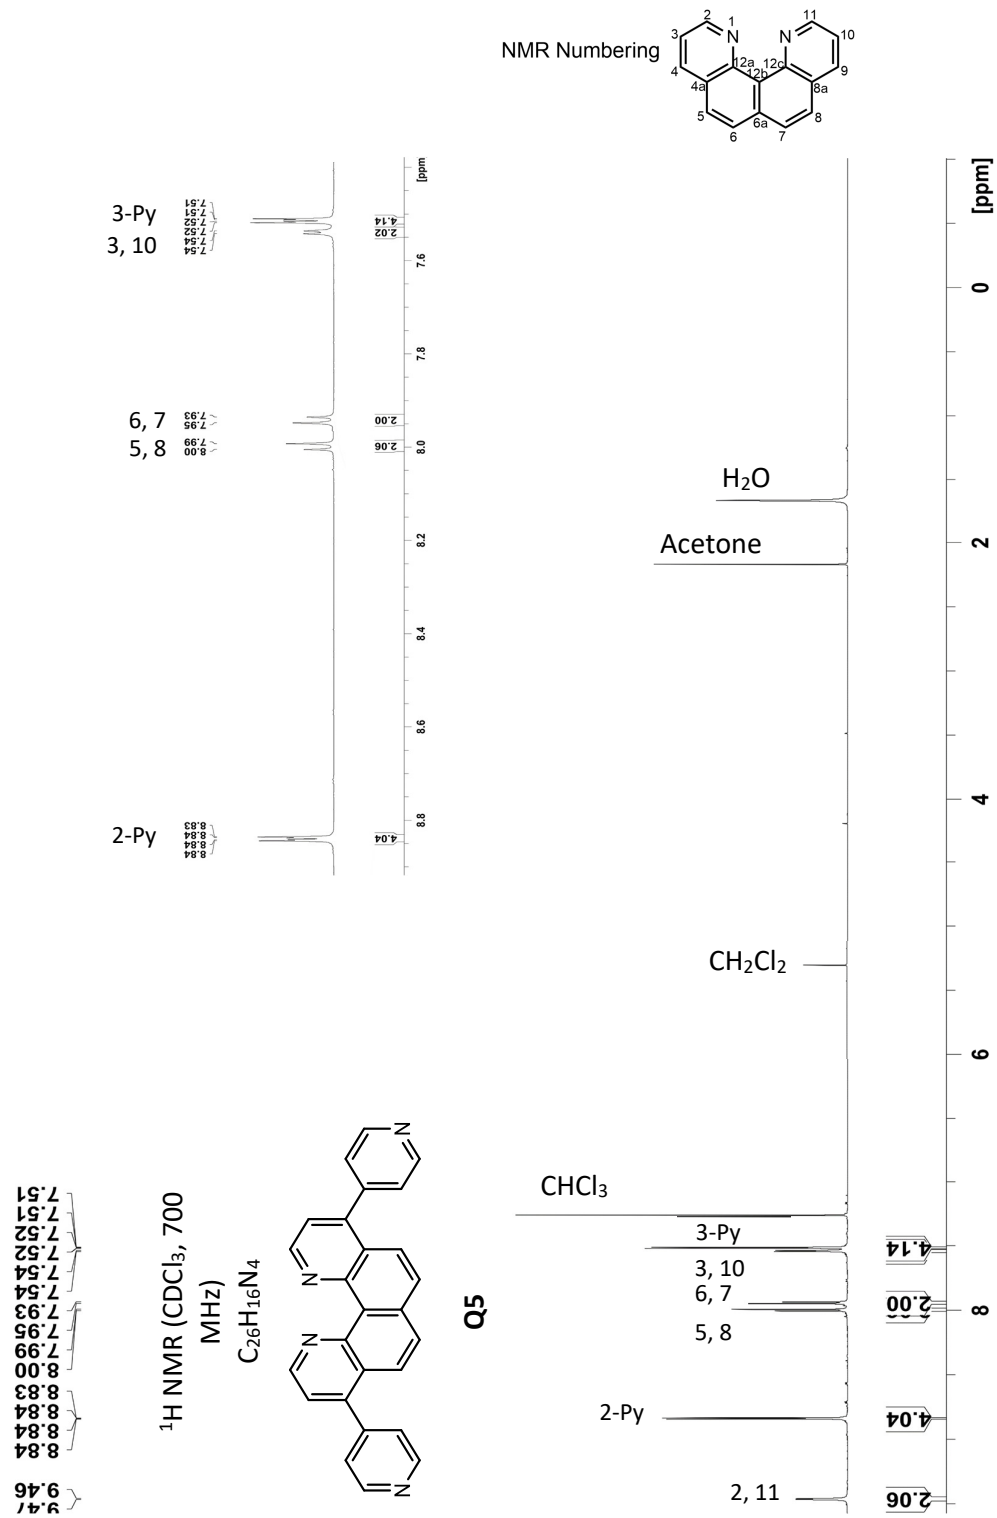 NMR Numbering
1
2
3
4
4a
5
6
6a
7
8
8a
9
10
11
12a
12b
12c
N
N
[ppm
7.6
7.8
8.0
8.2
8.4
8.6
8.8
3-Py
3, 10
6, 7
5, 8
2-Py
7.51
7.51
7.52
7.52
7.54
7.54
7.93
7.95
7.99
8.00
8.83
8.84
8.84
8.84
4.14
2.02
2.00
2.06
4.04
[ppm]
0
2
4
6
8
H₂O
Acetone
CH₂Cl₂
CHCl₃
3-Py
3, 10
6, 7
5, 8
2-Py
2, 11
4.14
2.00
4.04
2.06
7.51
7.51
7.52
7.52
7.54
7.54
7.93
7.95
7.99
8.00
8.83
8.84
8.84
8.84
9.46
9.47
¹H NMR (CDCl₃, 700
MHz)
C₂₆H₁₆N₄
N
N
N
N
Q5